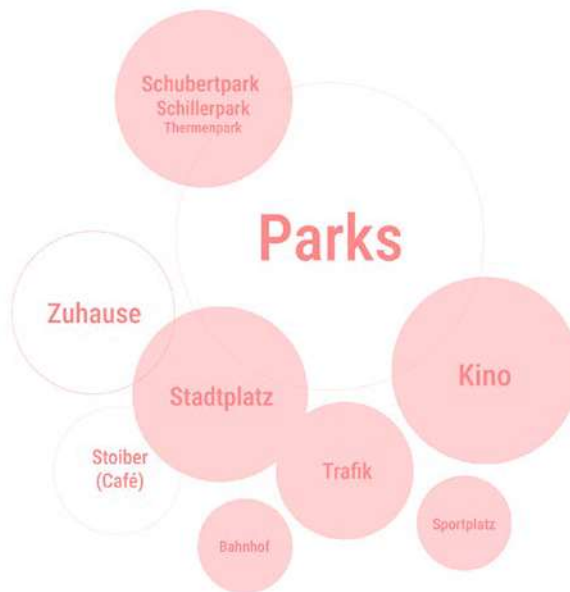 Schubertpark
Schillerpark
Thermenpark
Parks
Zuhause
Kino
Stadtplatz
Stoiber
(Café)
Trafik
Sportplatz
Bahnhof